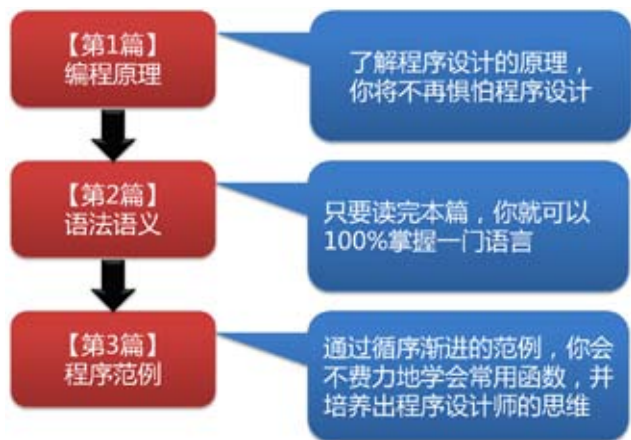 【第1篇】
编程原理
了解程序设计的原理，
你将不再惧怕程序设计
【第2篇】
语法语义
只要读完本篇，你就可以
100%掌握一门语言
【第3篇】
程序范例
通过循序渐进的范例，你会
不费力地学会常用函数，并
培养出程序设计师的思维